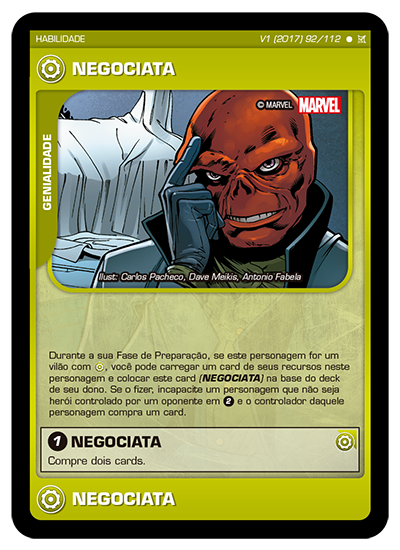 HABILIDADE
V1 (2017) 92/112
NEGOCIATA
GENIALIDADE
© MARVEL MARVEL
Ilust: Carlos Pacheco, Dave Meikis, Antonio Fabela
Durante a sua Fase de Preparação, se este personagem for um
vilão com , você pode carregar um card de seus recursos neste
personagem e colocar este card (NEGOCIATA) na base do deck
de seu dono. Se o fizer, incapacite um personagem que não seja
herói controlado por um oponente em 2 e o controlador daquele
personagem compra um card.
1 NEGOCIATA
Compre dois cards.
NEGOCIATA